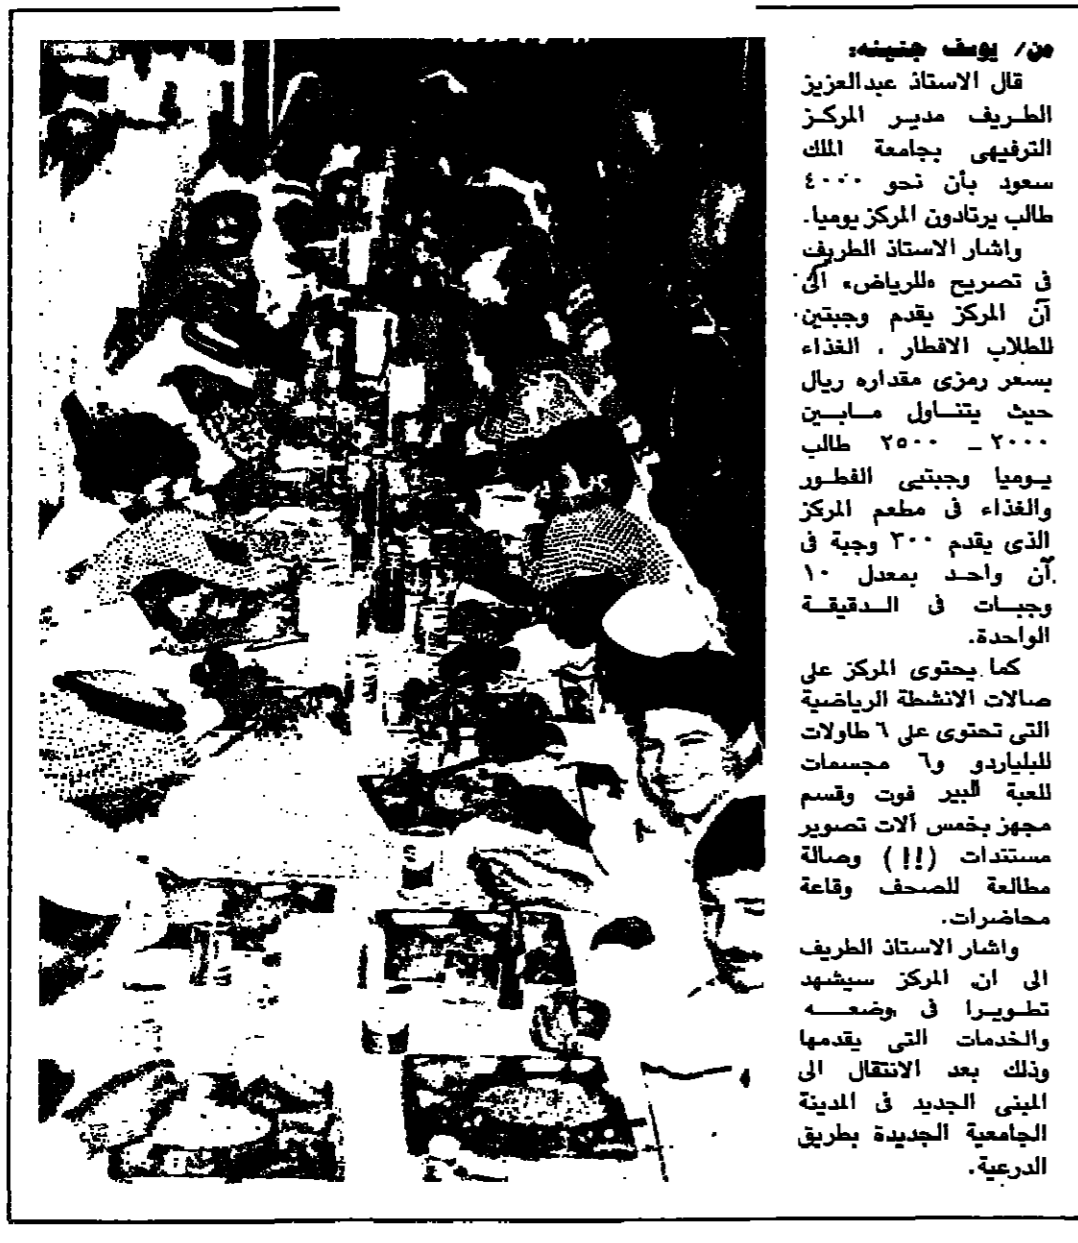 من/ يوسف جنينه:
قال الاستاذ عبدالعزيز
الطريف مدير المركز
الترفيهى بجامعة الملك
سعود بأن نحو ٤٠٠٠
طالب يرتادون المركز يوميا.
واشار الاستاذ الطريف
في تصريح «للرياض» الى
أن المركز يقدم وجبتين
للطلاب الافطار . الغذاء
بسعر رمزى مقداره ريال
حيث يتناول مابين
٢٠٠٠ ــ ٢٥٠٠ طالب
يوميا وجبتيى الفطور
والغذاء فى مطعم المركز
الذى يقدم ٣٠٠ وجبة فى
آن واحد بمعدل ١٠
وجبات فى الدقيقة
الواحدة.
كما يحتوى المركز على
صالات الانشطة الرياضية
التى تحتوى على ٦ طاولات
للبلياردو و٦ مجسمات
للعبة البير فوت وقسم
مجهز بخمس ألات تصوير
مستندات (!!) وصالة
مطالعة للصحف وقاعة
محاضرات.
واشار الاستاذ الطريف
الى ان المركز سيشهد
تطويرا فى وضعه
والخدمات التى يقدمها
وذلك بعد الانتقال الى
المبنى الجديد فى المدينة
الجامعية الجديدة بطريق
الدرعية.